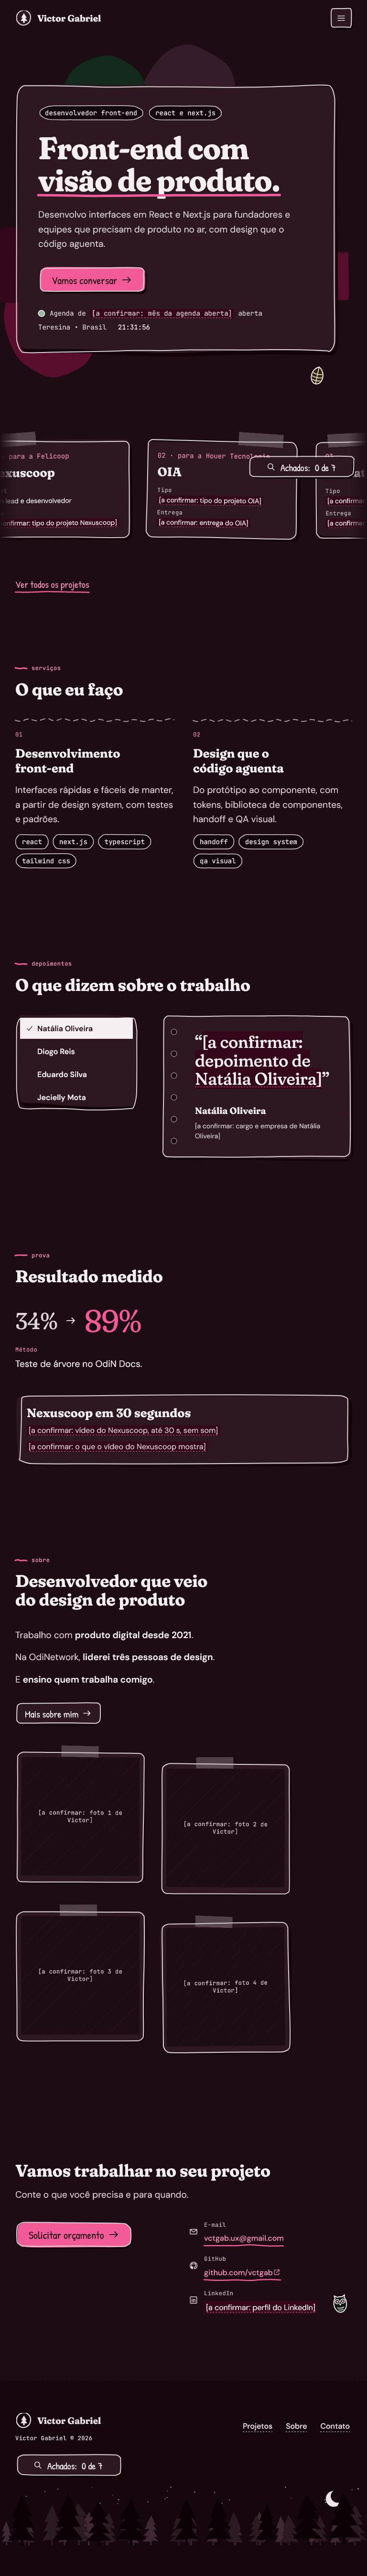 Victor Gabriel
desenvolvedor front-end
react e next.js
Front-end com
visão de produto.
Desenvolvo interfaces em React e Next.js para fundadores e
equipes que precisam de produto no ar, com design que o
código aguenta.
Vamos conversar
Agenda de [a confirmar: mês da agenda aberta] aberta
Teresina • Brasil 21:31:56
para a Felicoop
xuscoop
lead e desenvolvedor
onfirmar: tipo do projeto Nexuscoop]
02 · para a Houer
OIA
Tipo
[a confirmar: tipo do projeto OIA]
Entrega
[a confirmar: entrega do OIA]
Achados: 0 de 7
Tipo
[a confirmar:
Entrega
[a confirmar:
Ver todos os projetos
serviços
O que eu faço
01
Desenvolvimento
front-end
Interfaces rápidas e fáceis de manter,
a partir de design system, com testes
e padrões.
react
next.js
typescript
tailwind css
02
Design que o
código aguenta
Do protótipo ao componente, com
tokens, biblioteca de componentes,
handoff e QA visual.
handoff
design system
qa visual
depoimentos
O que dizem sobre o trabalho
Natália Oliveira
Diogo Reis
Eduardo Silva
Jecielly Mota
“[a confirmar:
depoimento de
Natália Oliveira]”
Natália Oliveira
[a confirmar: cargo e empresa de Natália
Oliveira]
prova
Resultado medido
34% → 89%
Método
Teste de árvore no OdiN Docs.
Nexuscoop em 30 segundos
[a confirmar: vídeo do Nexuscoop, até 30 s, sem som]
[a confirmar: o que o vídeo do Nexuscoop mostra]
sobre
Desenvolvedor que veio
do design de produto
Trabalho com produto digital desde 2021.
Na OdiNetwork, liderei três pessoas de design.
E ensino quem trabalha comigo.
Mais sobre mim
[a confirmar: foto 1 de
Victor]
[a confirmar: foto 2 de
Victor]
[a confirmar: foto 3 de
Victor]
[a confirmar: foto 4 de
Victor]
Vamos trabalhar no seu projeto
Conte o que você precisa e para quando.
Solicitar orçamento
E-mail
vctgab.ux@gmail.com
GitHub
github.com/vctgab
LinkedIn
[a confirmar: perfil do LinkedIn]
Victor Gabriel
Victor Gabriel © 2026
Projetos
Sobre
Contato
Achados: 0 de 7